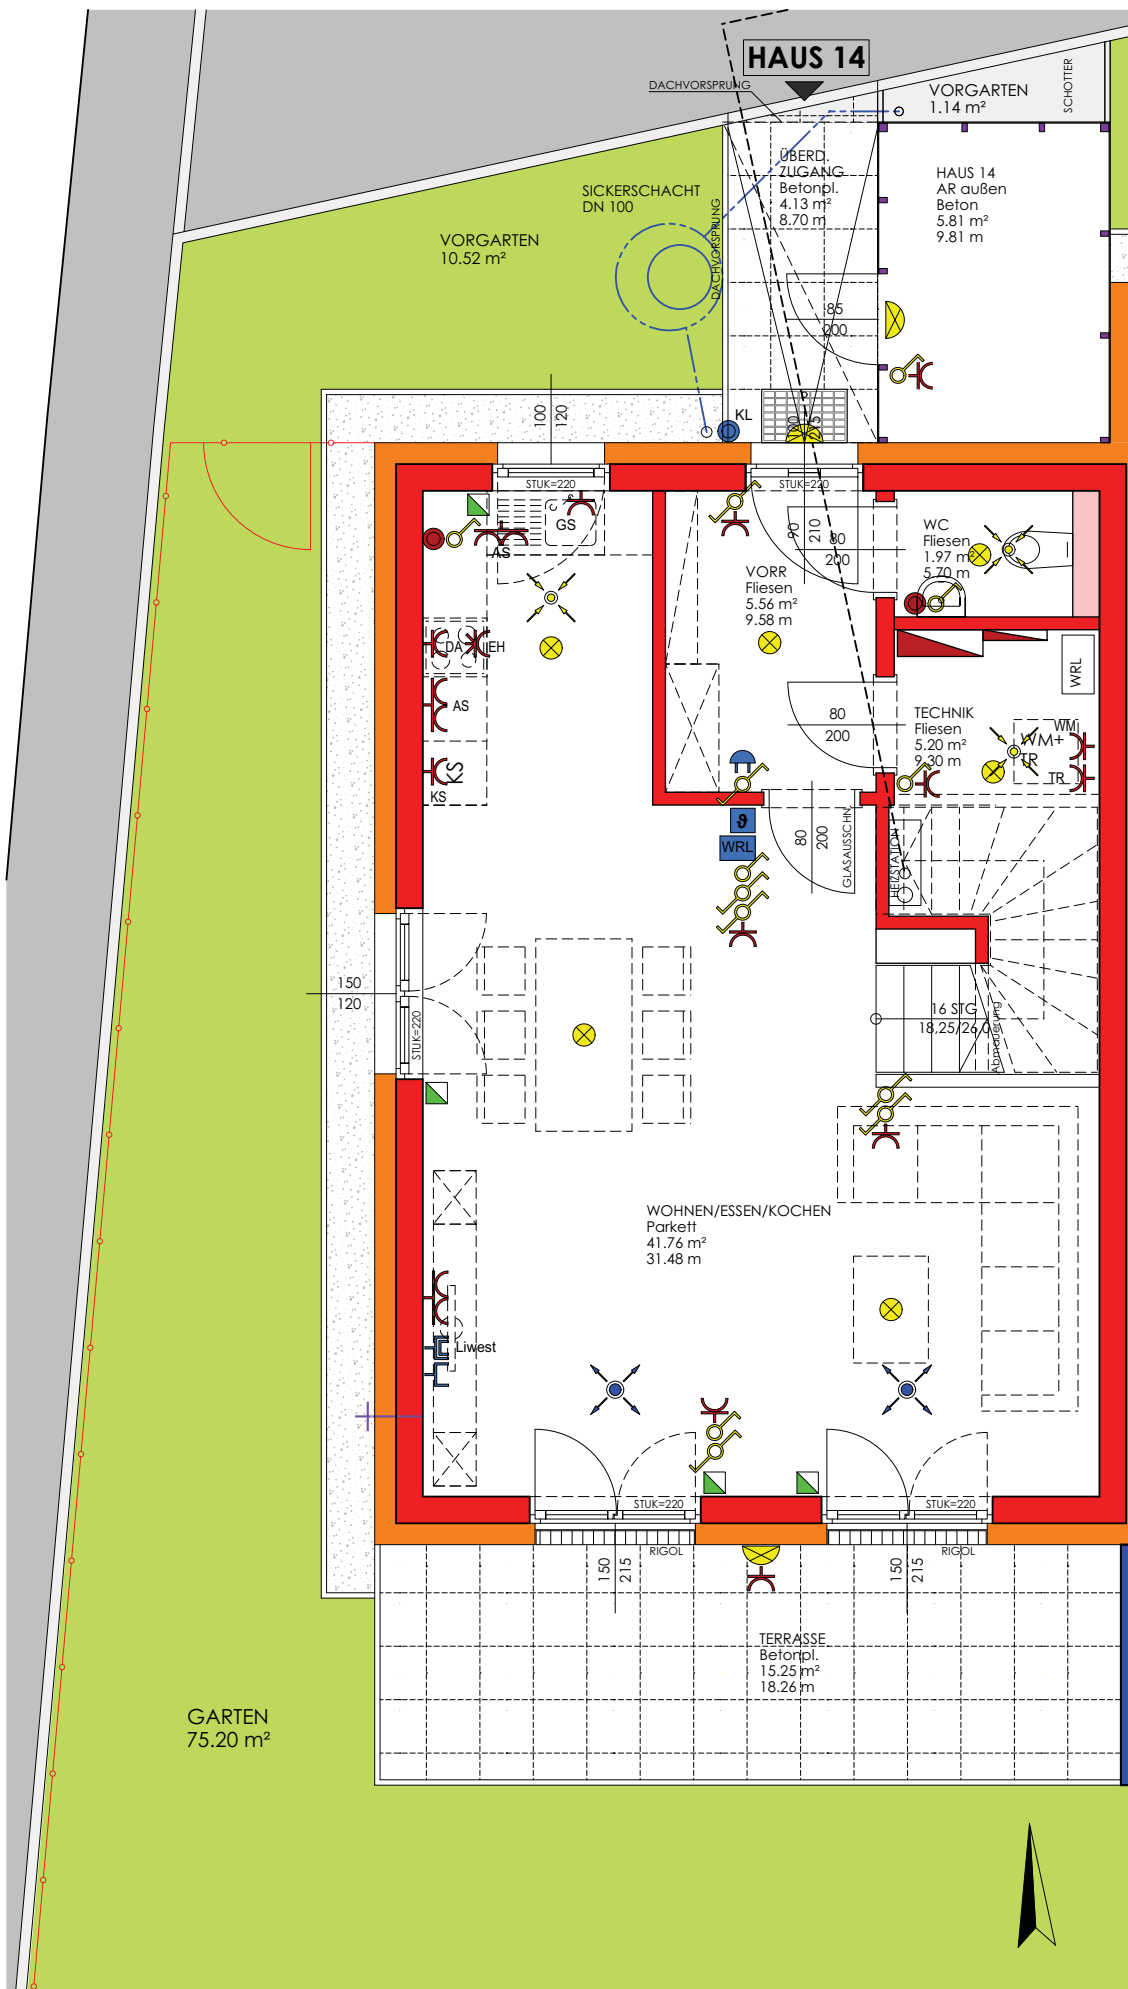 HAUS 14
DACHVORSPRUNG
VORGARTEN
1.14 m²
SCHOTTER
ÜBERD.
ZUGANG
Betonpl.
4.13 m²
8.70 m
HAUS 14
AR außen
Beton
5.81 m²
9.81 m
SICKERSCHACHT
DN 100
DACHVORSPRUNG
VORGARTEN
10.52 m²
85
200
100
120
KL
STUK=220
STUK=220
GS
AS
90
210
80
200
WC
Fliesen
1.97 m²
5.70 m
VORR
Fliesen
5.56 m²
9.58 m
DA
EH
AS
KS
KS
WRL
80
200
TECHNIK
Fliesen
5.20 m²
9.30 m
WM
WM+
TR
TR
ϑ
WRL
80
200
GLASAUSSCHN.
HEIZSTATION
150
120
STUK=220
16 STG
18,25/26,0
Abmauerung
WOHNEN/ESSEN/KOCHEN
Parkett
41.76 m²
31.48 m
Liwest
STUK=220
STUK=220
RIGOL
RIGOL
150
215
150
215
TERRASSE
Betonpl.
15.25 m²
18.26 m
GARTEN
75.20 m²